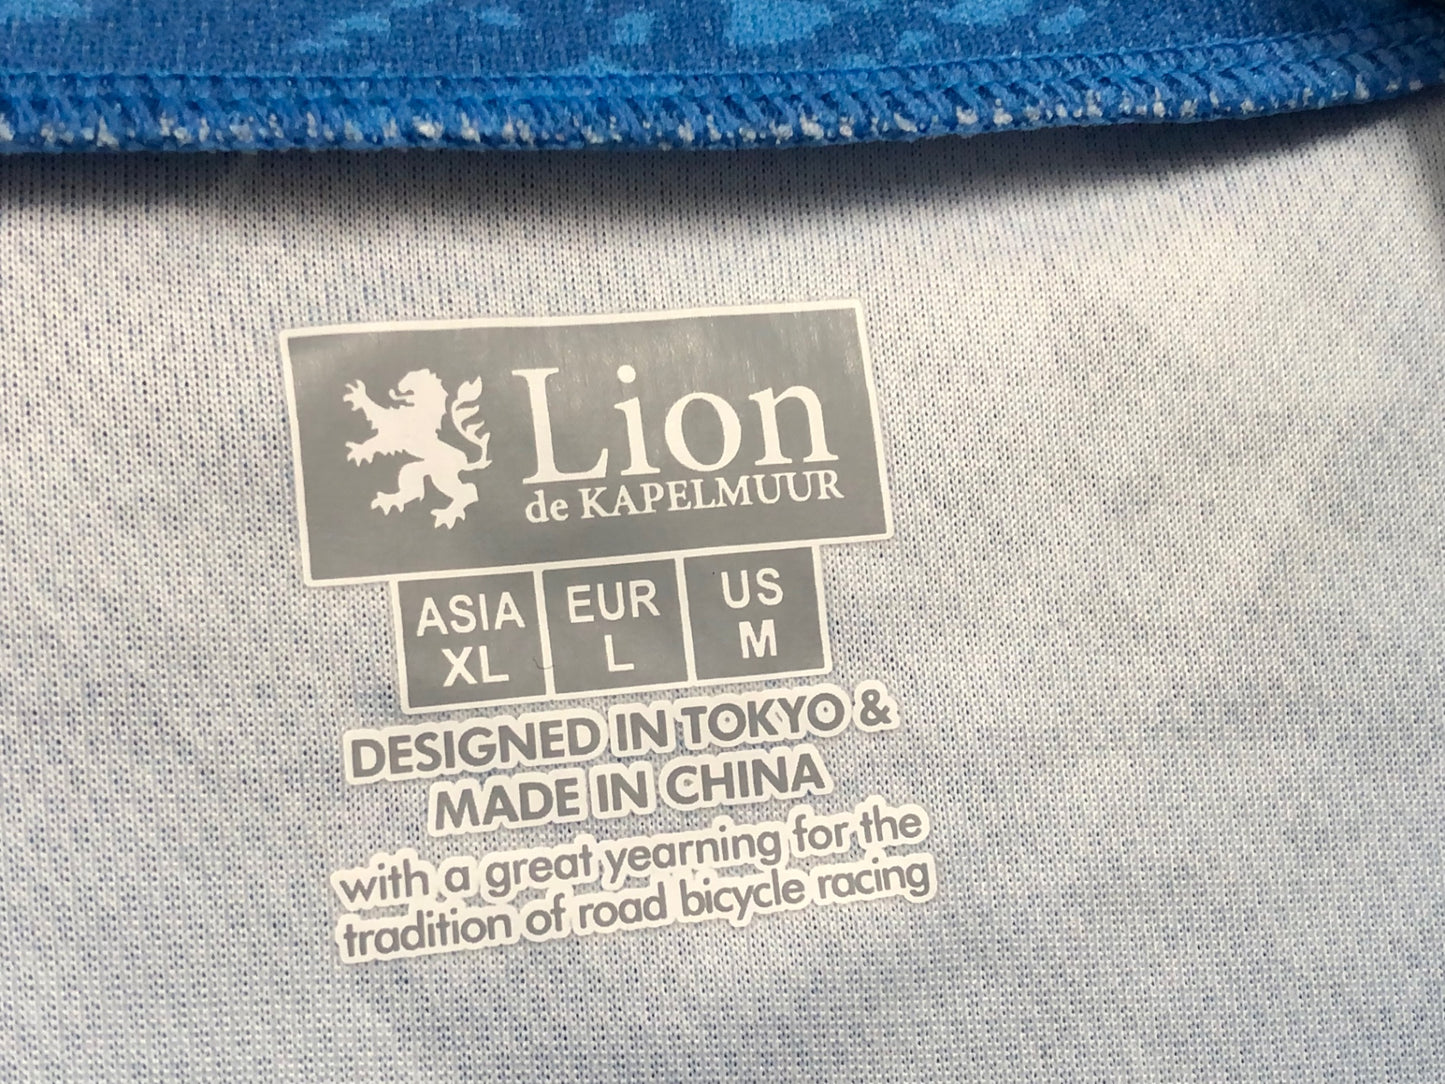 Lion
de KAPELMUUR
ASIA EUR US
XL L M
DESIGNED IN TOKYO &
MADE IN CHINA
with a great yearning for the
tradition of road bicycle racing